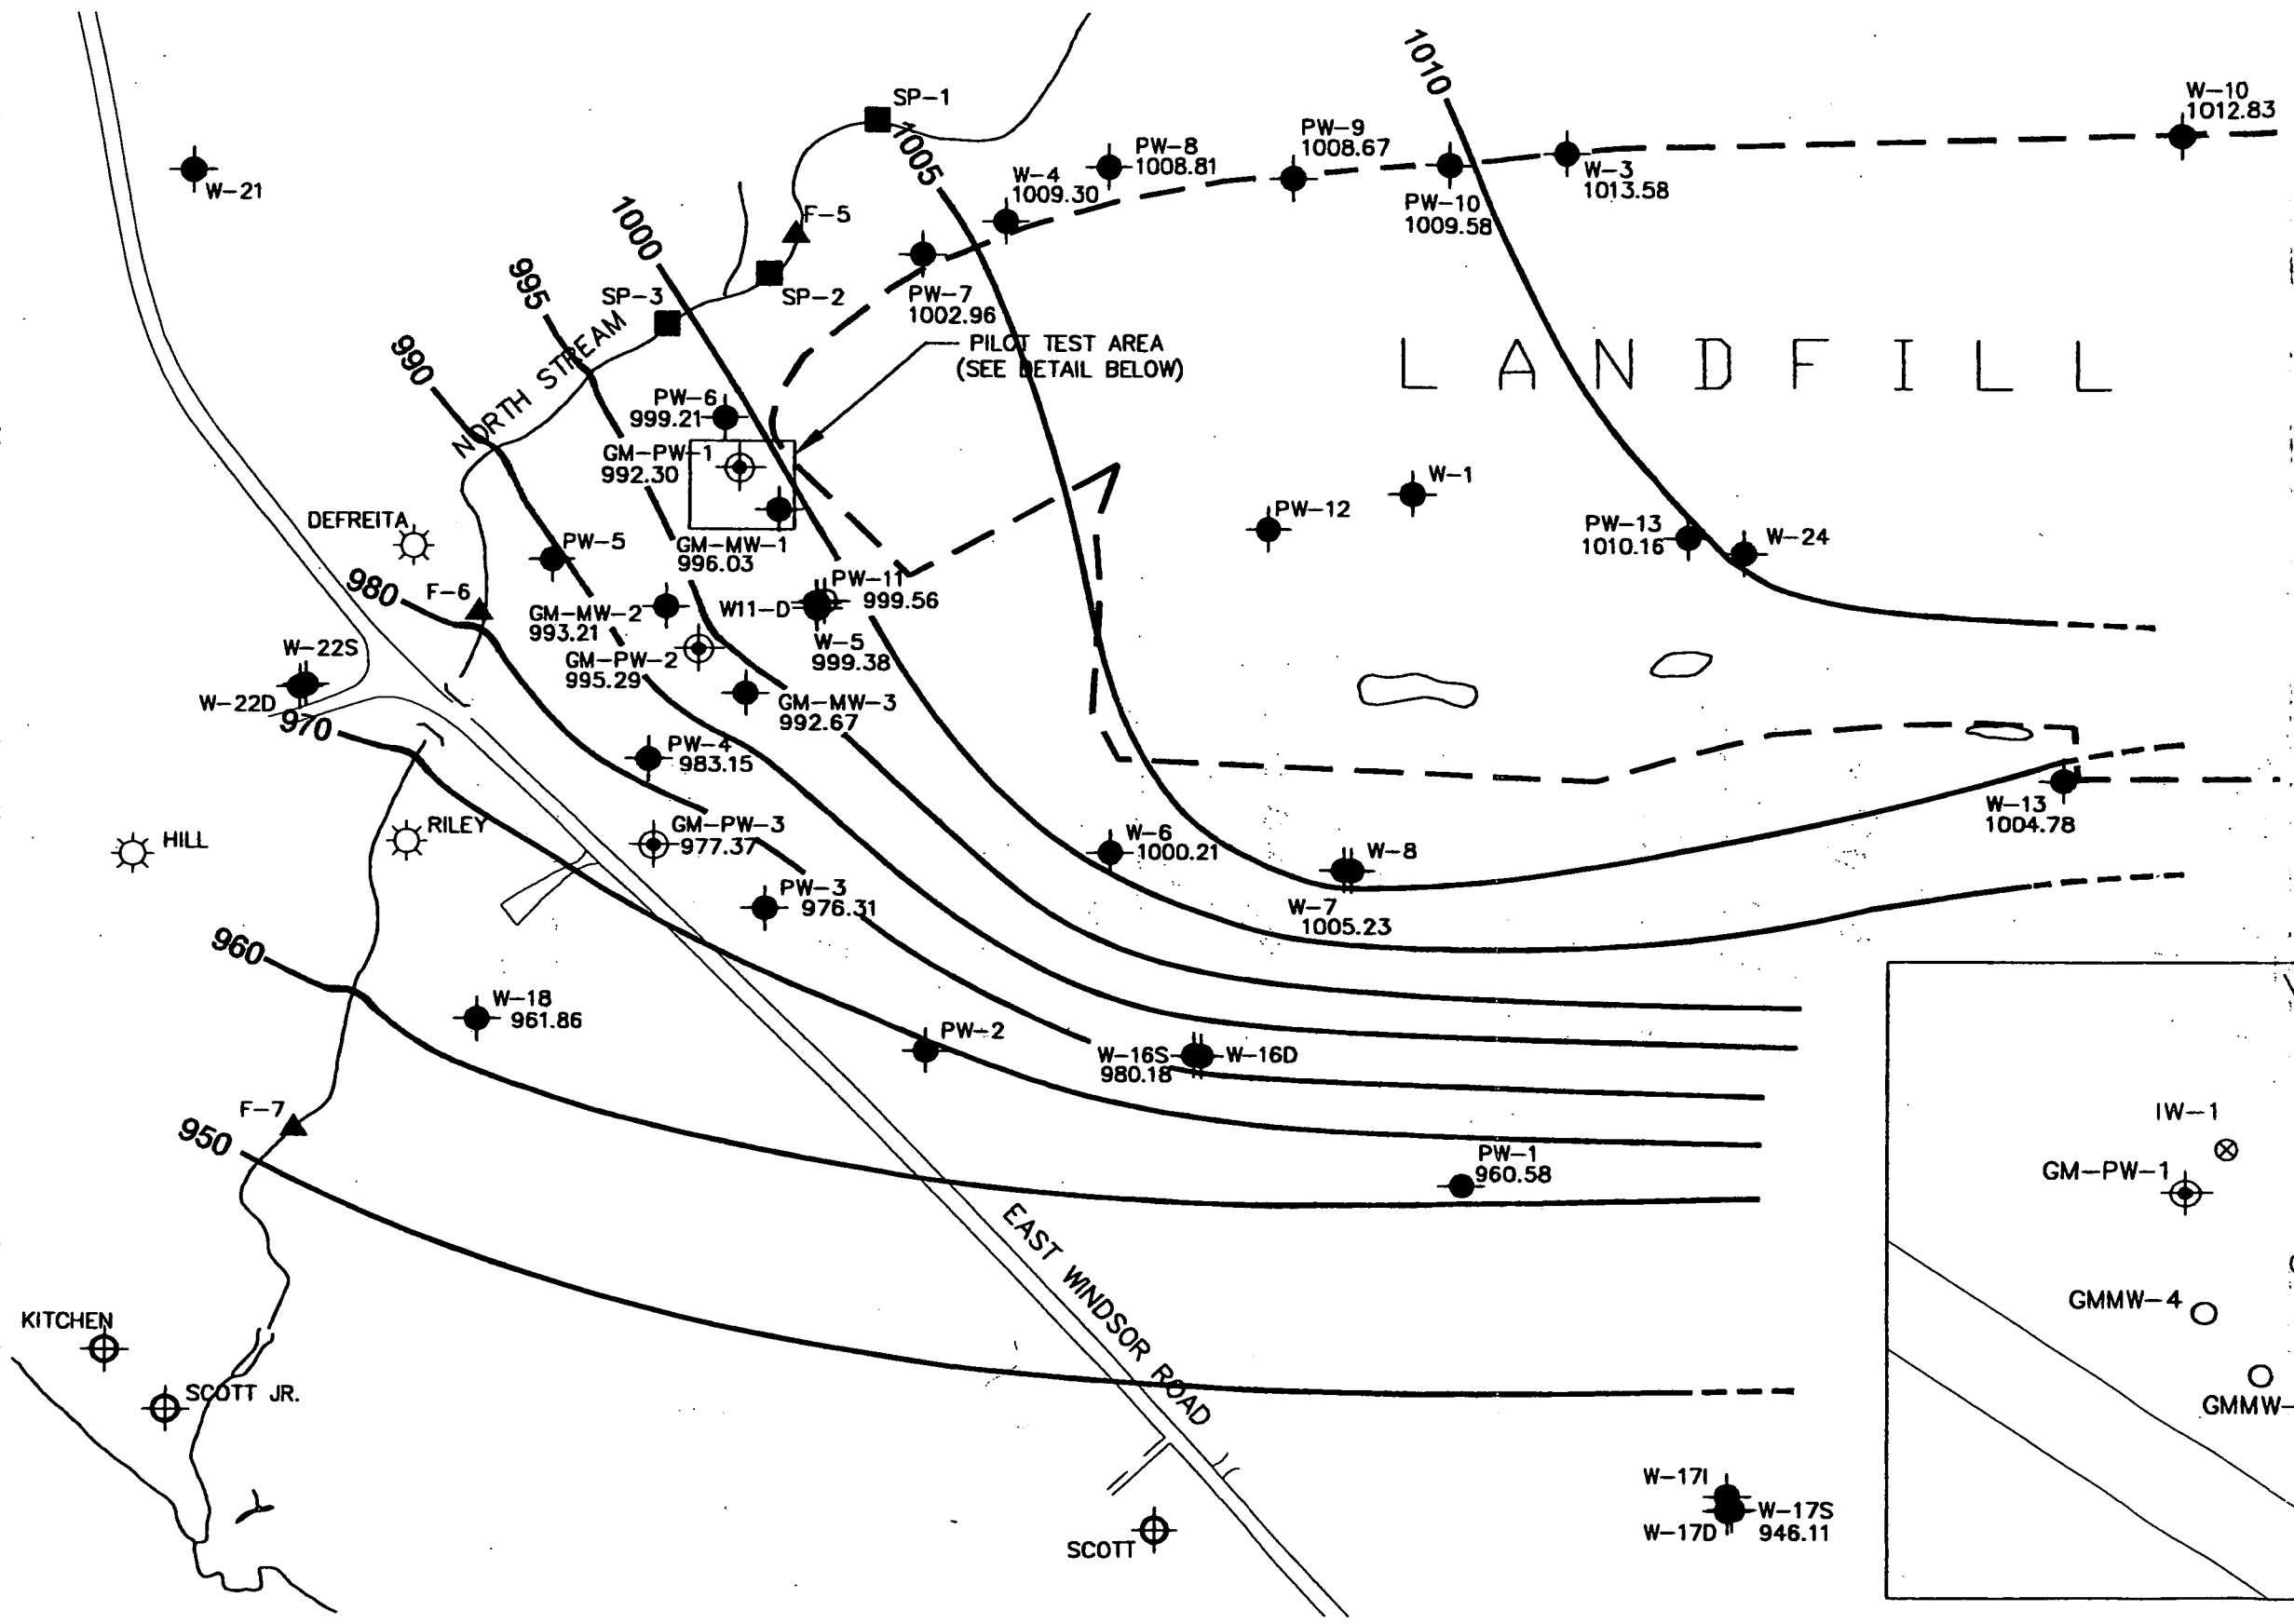 1010
W-10
1012.83
SP-1
1005
PW-9
1008.67
PW-8
1008.81
W-4
1009.30
W-3
1013.58
PW-10
1009.58
W-21
1000
F-5
995
SP-3
SP-2
PW-7
1002.96
990
NORTH STREAM
PILOT TEST AREA
(SEE DETAIL BELOW)
LANDFILL
PW-6
999.21
GM-PW-1
992.30
W-1
DEFREITA
PW-12
PW-13
1010.16
W-24
PW-5
GM-MW-1
996.03
980
F-6
PW-11
999.56
W11-D
GM-MW-2
993.21
W-5
999.38
W-22S
GM-PW-2
995.29
W-22D
970
GM-MW-3
992.67
PW-4
983.15
W-13
1004.78
HILL
RILEY
GM-PW-3
977.37
W-6
1000.21
W-8
PW-3
976.31
W-7
1005.23
960
W-18
961.86
PW-2
W-16S
980.18
W-16D
F-7
950
PW-1
960.58
IW-1
GM-PW-1
EAST WINDSOR ROAD
GMMW-4
KITCHEN
SCOTT JR.
GMMW-
W-17I
W-17S
946.11
W-17D
SCOTT